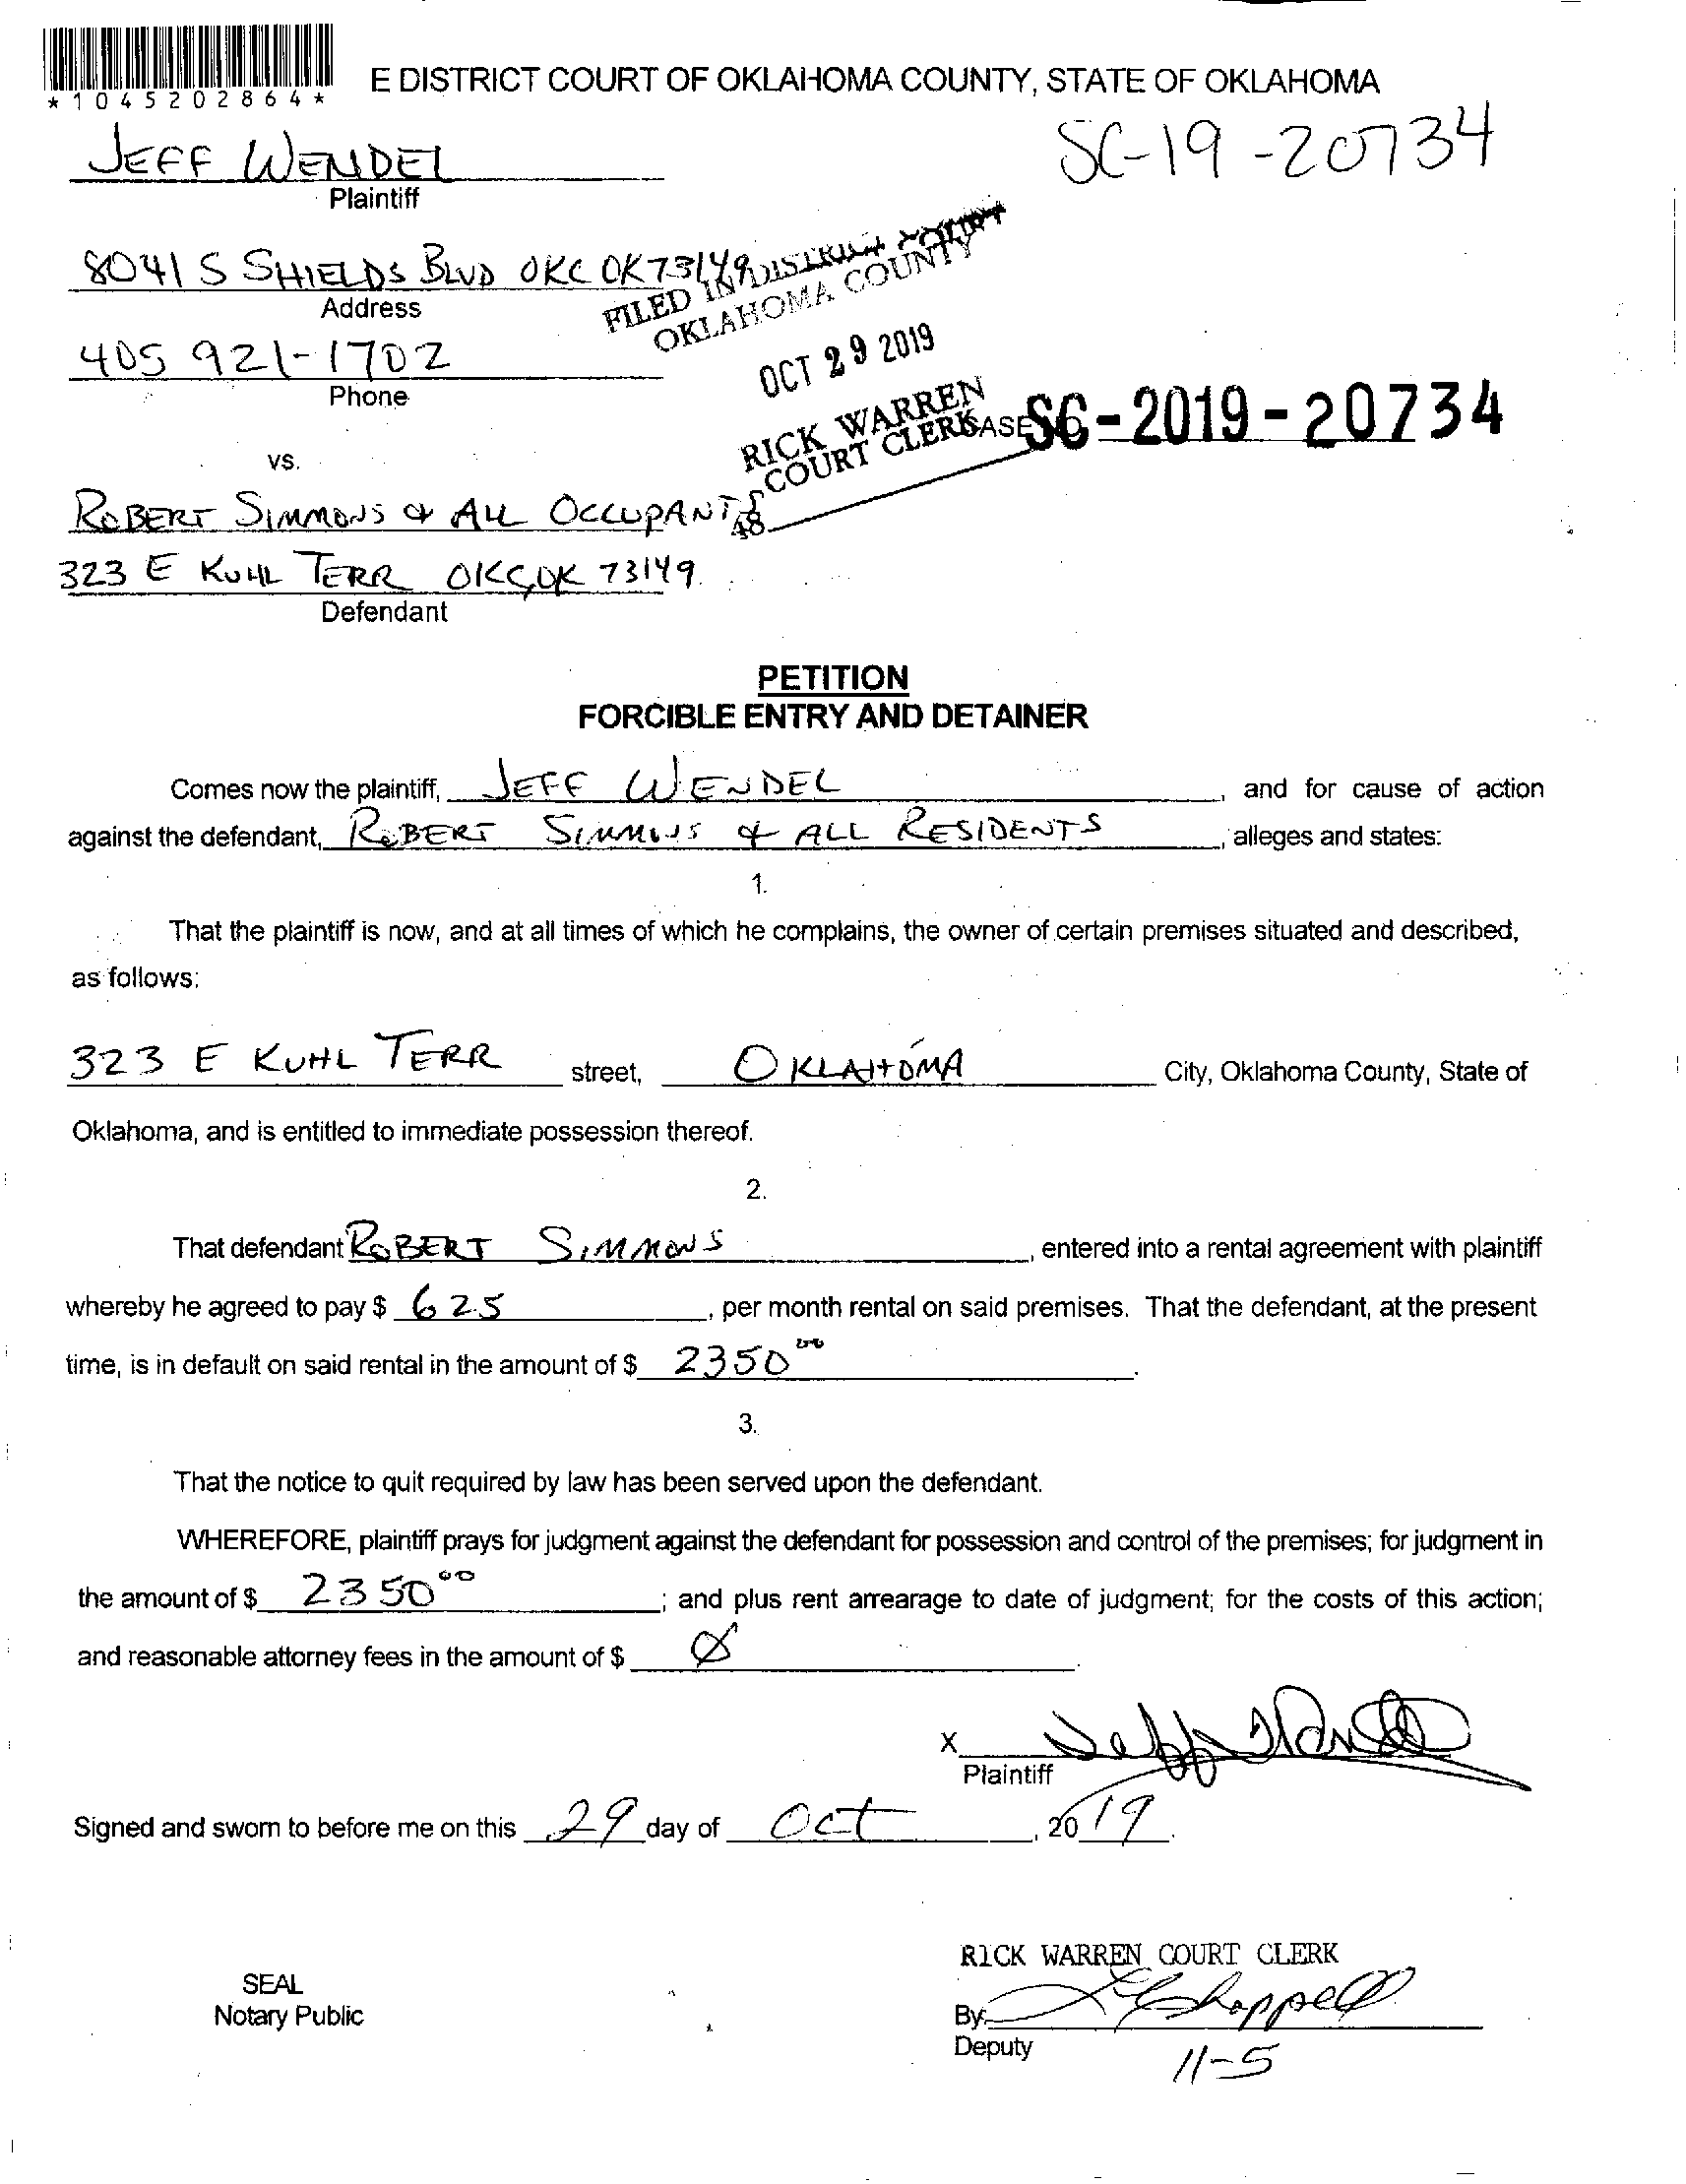 *1045202864*
E DISTRICT COURT OF OKLAHOMA COUNTY, STATE OF OKLAHOMA
SC-19-20734
JEFF WENDEL
Plaintiff
8041 S SHIELDS BLVD OKC OK 73149
Address
FILED IN DISTRICT COURT
OKLAHOMA COUNTY
405 921-1702
Phone
OCT 29 2019
RICK WARREN
COURT CLERK
CASE SC-2019-20734
vs.
48
ROBERT SIMMONS & ALL OCCUPANTS
323 E KUHL TERR OKC, OK 73149
Defendant
PETITION
FORCIBLE ENTRY AND DETAINER
Comes now the plaintiff, JEFF WENDEL, and for cause of action
against the defendant, ROBERT SIMMONS & ALL RESIDENTS, alleges and states:
1.
That the plaintiff is now, and at all times of which he complains, the owner of certain premises situated and described,
as follows:
323 E KUHL TERR street, OKLAHOMA City, Oklahoma County, State of
Oklahoma, and is entitled to immediate possession thereof.
2.
That defendant ROBERT SIMMONS, entered into a rental agreement with plaintiff
whereby he agreed to pay $ 625, per month rental on said premises. That the defendant, at the present
time, is in default on said rental in the amount of $ 2350 00.
3.
That the notice to quit required by law has been served upon the defendant.
WHEREFORE, plaintiff prays for judgment against the defendant for possession and control of the premises; for judgment in
the amount of $ 2350 00; and plus rent arrearage to date of judgment; for the costs of this action;
and reasonable attorney fees in the amount of $ Ø.
X Jeff Wendel
Plaintiff
Signed and sworn to before me on this 29 day of Oct, 2019.
RICK WARREN COURT CLERK
SEAL
Notary Public
By: Chappell
Deputy
11-5